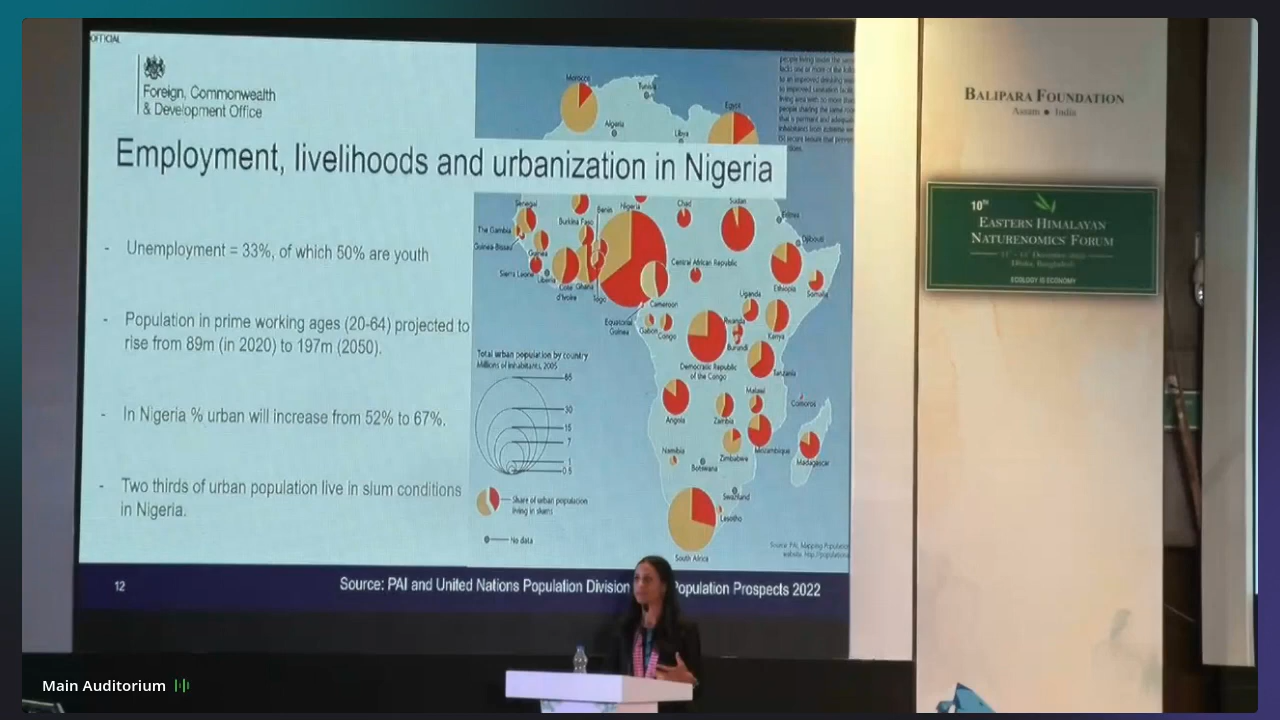 OFFICIAL
Foreign, Commonwealth
& Development Office
Employment, livelihoods and urbanization in Nigeria
- Unemployment = 33%, of which 50% are youth
- Population in prime working ages (20-64) projected to
rise from 89m (in 2020) to 197m (2050).
- In Nigeria % urban will increase from 52% to 67%.
- Two thirds of urban population live in slum conditions
in Nigeria.
Morocco
Tunisia
Algeria
Libya
Egypt
Senegal
The Gambia
Guinea-Bissau
Guinea
Sierra Leone
Liberia
Côte
d'Ivoire
Ghana
Togo
Burkina Faso
Benin
Nigeria
Chad
Sudan
Eritrea
Djibouti
Central African Republic
Cameroon
Equatorial
Guinea
Gabon
Congo
Uganda
Ethiopia
Somalia
Rwanda
Kenya
Burundi
Democratic Republic
of the Congo
Tanzania
Angola
Zambia
Malawi
Comoros
Mozambique
Zimbabwe
Madagascar
Namibia
Botswana
Swaziland
Lesotho
South Africa
Total urban population by country
Millions of inhabitants, 2005
65
30
15
7
1
0.5
Share of urban population
living in slums
No data
12
Source: PAI and United Nations Population Division Population Prospects 2022
BALIPARA FOUNDATION
Assam • India
10TH
EASTERN HIMALAYAN
NATURENOMICS FORUM
ECOLOGY IS ECONOMY
Main Auditorium